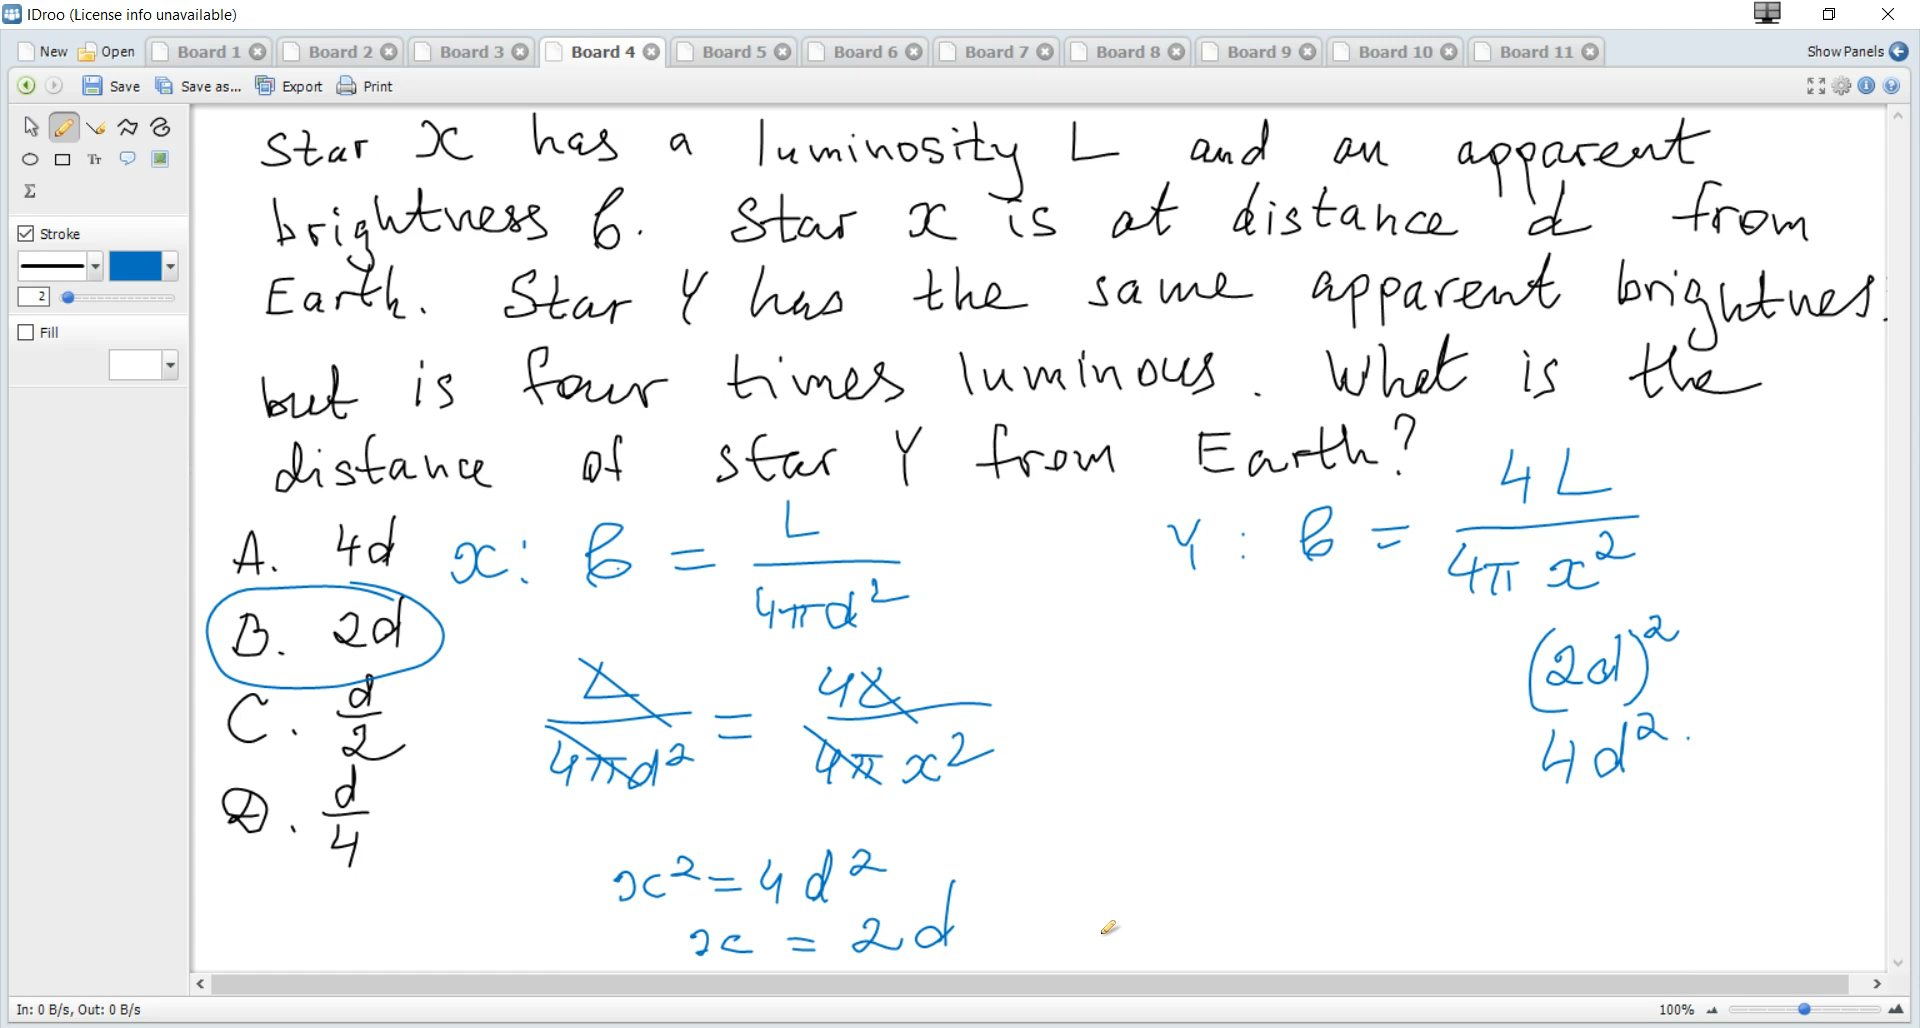 IDroo (License info unavailable)
New Open Board 1 Board 2 Board 3 Board 4 Board 5 Board 6 Board 7 Board 8 Board 9 Board 10 Board 11 Show Panels
Save Save as... Export Print
Tr
Σ
Stroke
2
Fill
Star x has a luminosity L and an apparent
brightness b. Star x is at distance d from
Earth. Star Y has the same apparent brightnes
but is four times luminous. What is the
distance of star Y from Earth?
A. 4d
B. 2d
C. d/2
D. d/4
x: b = L/4πd²
Y: b = 4L/4πx²
L/4πd² = 4L/4πx²
(2d)²
4d².
x² = 4d²
x = 2d
In: 0 B/s, Out: 0 B/s 100%